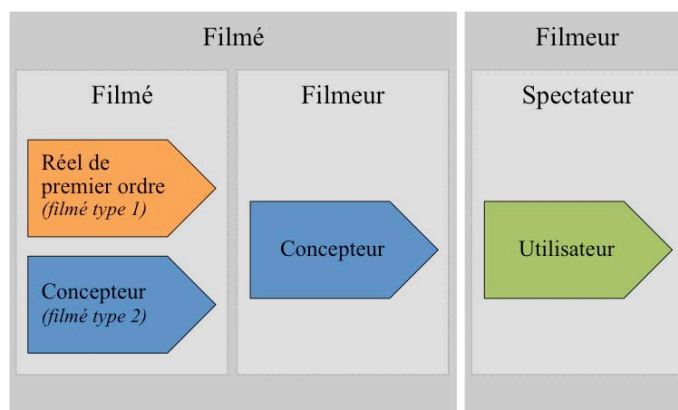 Filmé
Filmeur
Filmé
Filmeur
Spectateur
Réel de
premier ordre
(filmé type 1)
Concepteur
(filmé type 2)
Concepteur
Utilisateur